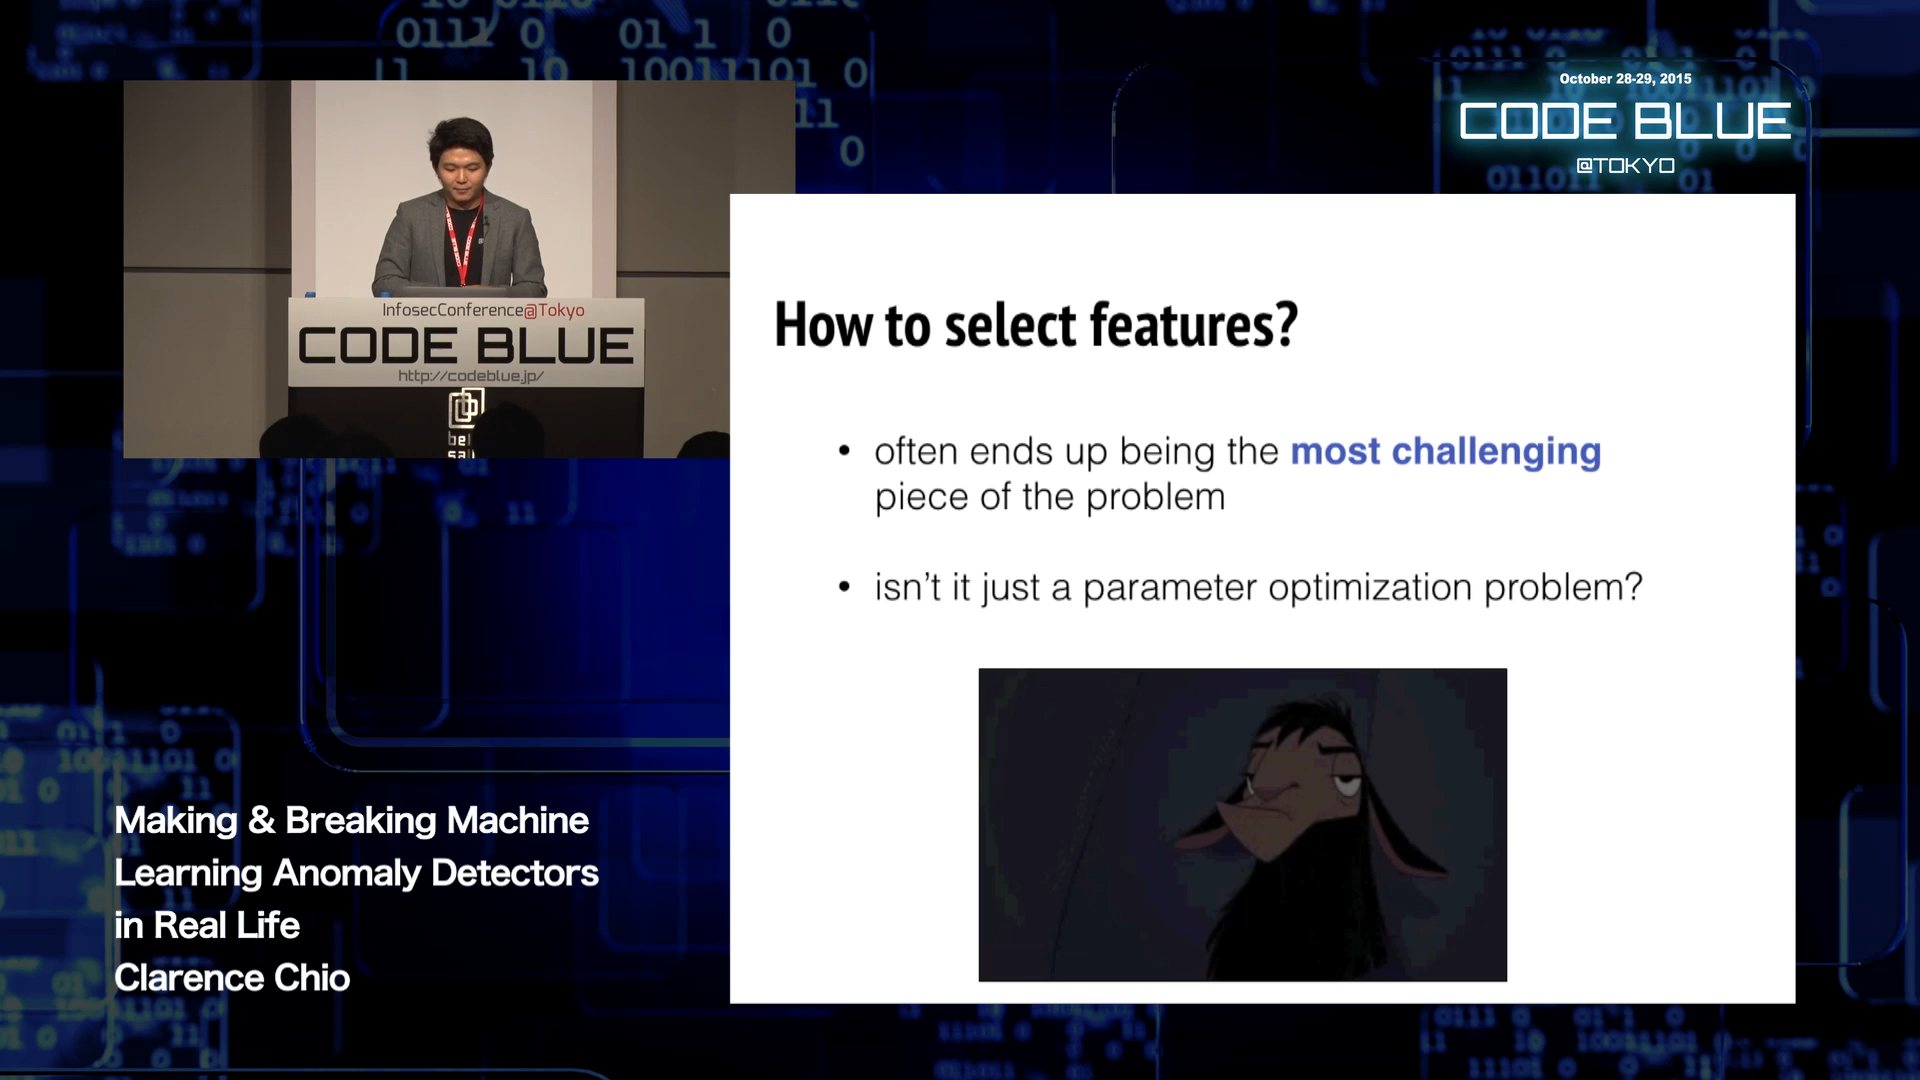 October 28-29, 2015
CODE BLUE
@TOKYO
InfosecConference@Tokyo
CODE BLUE
http://codeblue.jp/
How to select features?
• often ends up being the most challenging
piece of the problem
• isn't it just a parameter optimization problem?
Making & Breaking Machine
Learning Anomaly Detectors
in Real Life
Clarence Chio